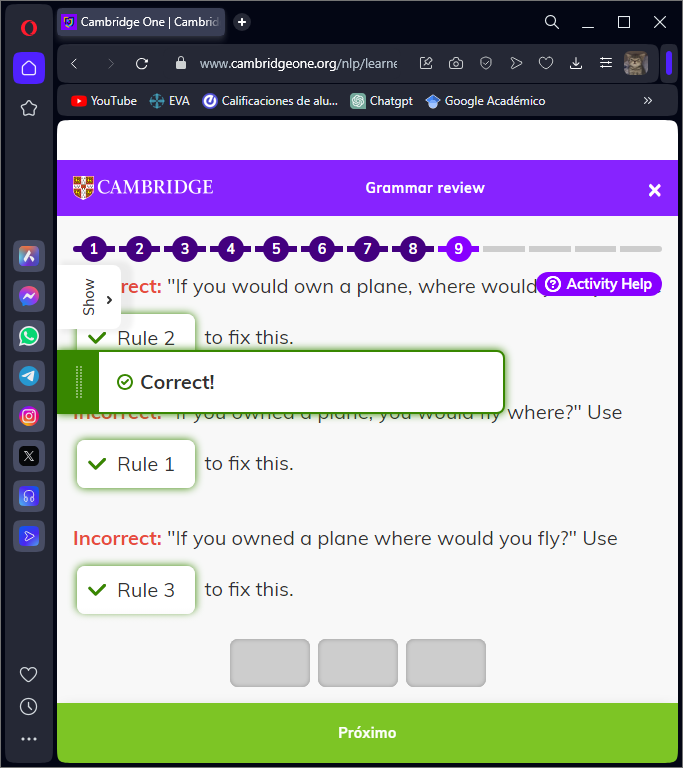 Cambridge One | Cambrid
www.cambridgeone.org/nlp/learne
YouTube EVA Calificaciones de alu... Chatgpt Google Académico
CAMBRIDGE Grammar review
1 2 3 4 5 6 7 8 9
Show
rect: "If you would own a plane, where would
Activity Help
Rule 2 to fix this.
Correct!
Incorrect: "If you owned a plane, you would fly where?" Use
Rule 1 to fix this.
Incorrect: "If you owned a plane where would you fly?" Use
Rule 3 to fix this.
Próximo